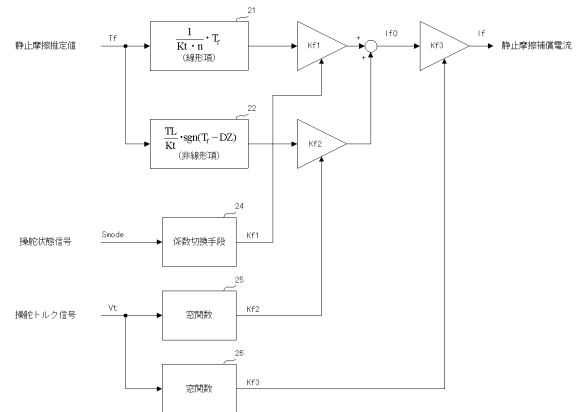 21
静止摩擦推定値 Tf 1/(Kt・n)・Tf (線形項) Kf1 + If0 Kf3 If 静止摩擦補償電流
+
22
TL/Kt・sgn(Tf－DZ) (非線形項) Kf2
24
操舵状態信号 Smode 係数切換手段 Kf1
25
操舵トルク信号 Vt 窓関数 Kf2
26
窓関数 Kf3